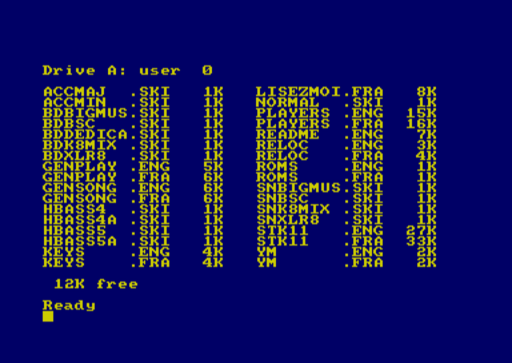 Drive A: user  0
ACCMAJ  .SKI    1K    LISEZMOI.FRA    8K
ACCMIN  .SKI    1K    NORMAL  .SKI    1K
BDBIGMUS.SKI    1K    PLAYERS .ENG   15K
BDBSC   .SKI    1K    PLAYERS .FRA   16K
BDDEDICA.SKI    1K    README  .ENG    7K
BDK8MIX .SKI    1K    RELOC   .ENG    3K
BDXLR8  .SKI    1K    RELOC   .FRA    4K
GENPLAY .ENG    5K    ROMS    .ENG    1K
GENPLAY .FRA    6K    ROMS    .FRA    1K
GENSONG .ENG    6K    SNBIGMUS.SKI    1K
GENSONG .FRA    6K    SNBSC   .SKI    1K
HBASS4  .SKI    1K    SNK8MIX .SKI    1K
HBASS4A .SKI    1K    SNXLR8  .SKI    1K
HBASS5  .SKI    1K    STK11   .ENG   27K
HBASS5A .SKI    1K    STK11   .FRA   33K
KEYS    .ENG    4K    YM      .ENG    2K
KEYS    .FRA    4K    YM      .FRA    2K
12K free
Ready